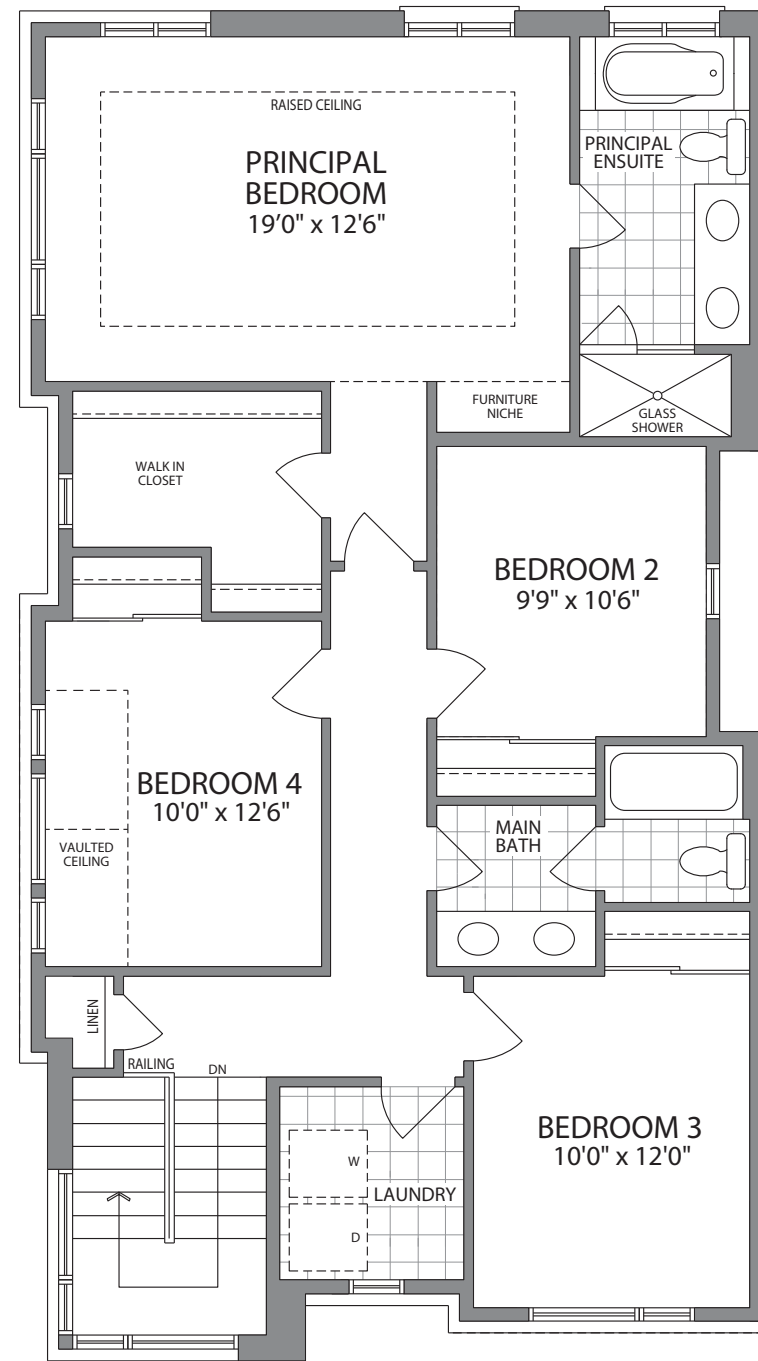 RAISED CEILING
PRINCIPAL
BEDROOM
19'0" x 12'6"
PRINCIPAL
ENSUITE
FURNITURE
NICHE
GLASS
SHOWER
WALK IN
CLOSET
BEDROOM 2
9'9" x 10'6"
BEDROOM 4
10'0" x 12'6"
VAULTED
CEILING
MAIN
BATH
LINEN
RAILING
DN
BEDROOM 3
10'0" x 12'0"
W
LAUNDRY
D